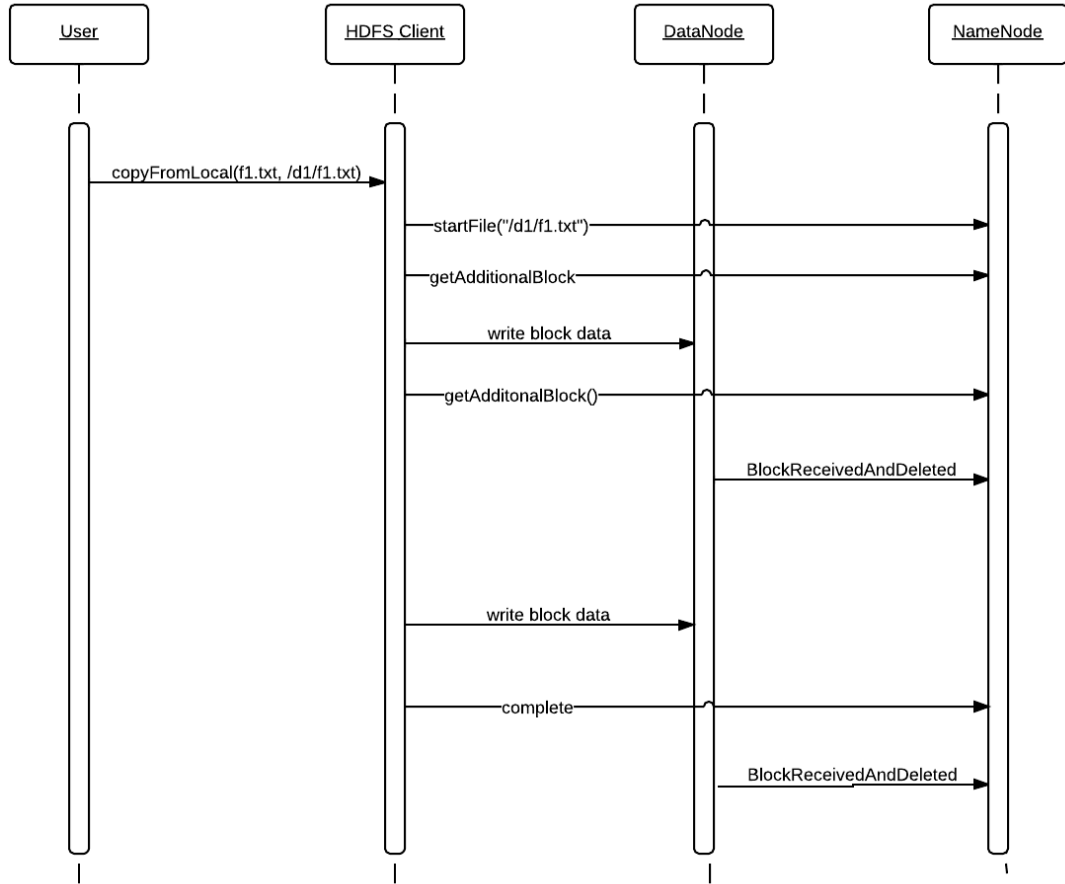 User
HDFS Client
DataNode
NameNode
copyFromLocal(f1.txt, /d1/f1.txt)
startFile("/d1/f1.txt")
getAdditionalBlock
write block data
getAdditonalBlock()
BlockReceivedAndDeleted
write block data
complete
BlockReceivedAndDeleted